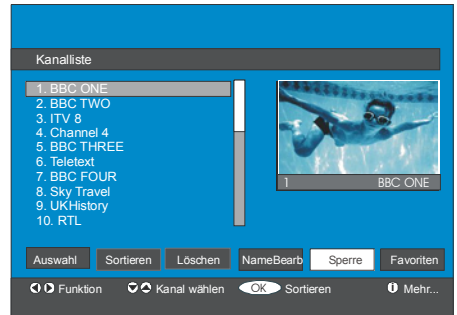 Kanalliste
1. BBC ONE
2. BBC TWO
3. ITV 8
4. Channel 4
5. BBC THREE
6. Teletext
7. BBC FOUR
8. Sky Travel
9. UKHistory
10. RTL
1 BBC ONE
Auswahl Sortieren Löschen NameBearb Sperre Favoriten
Funktion Kanal wählen OK Sortieren i Mehr...